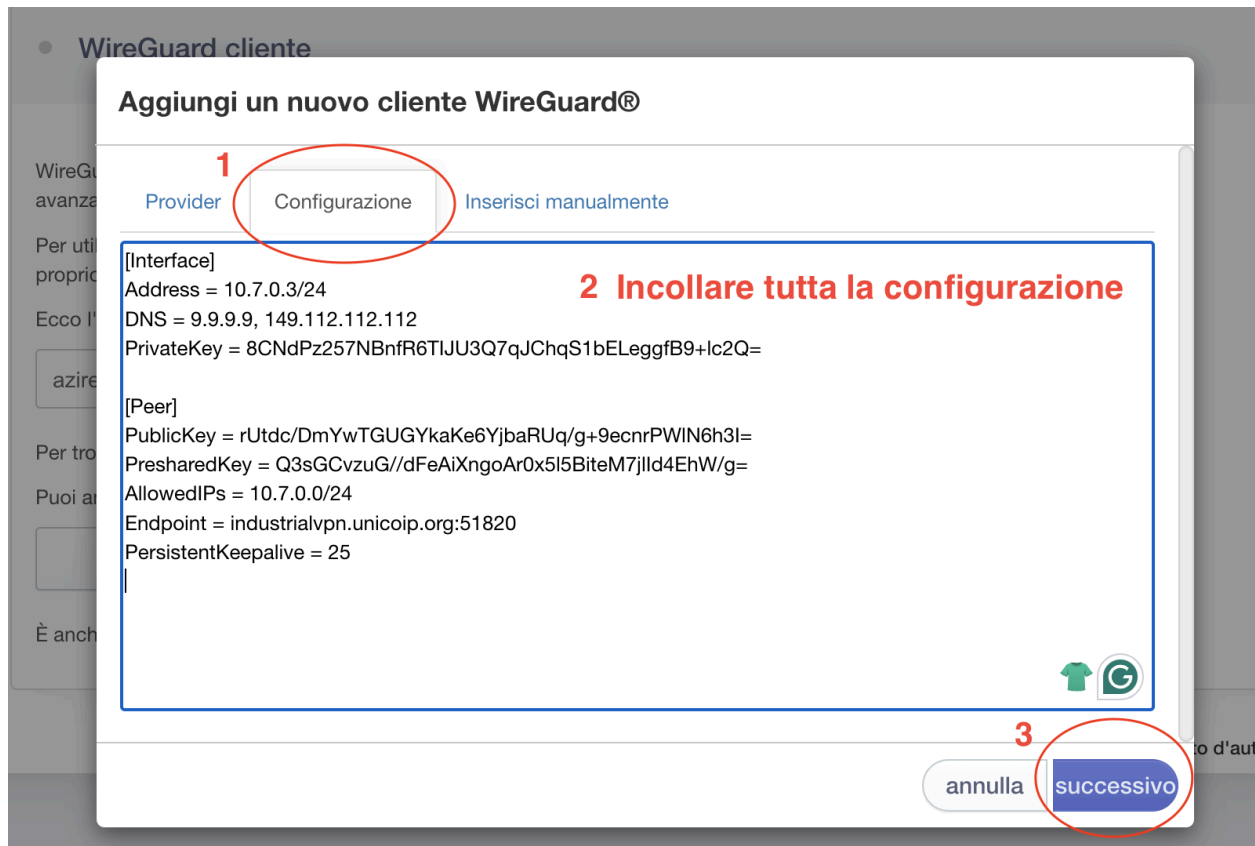 WireGuard cliente
Aggiungi un nuovo cliente WireGuard®
1
Provider
Configurazione
Inserisci manualmente
WireGu
avanza
Per uti
proprio
Ecco l'
azire
Per tro
Puoi an
È anch
2 Incollare tutta la configurazione
[Interface]
Address = 10.7.0.3/24
DNS = 9.9.9.9, 149.112.112.112
PrivateKey = 8CNdPz257NBnfR6TIJU3Q7qJChqS1bELeggfB9+lc2Q=
[Peer]
PublicKey = rUtdc/DmYwTGUGYkaKe6YjbaRUq/g+9ecnrPWlN6h3I=
PresharedKey = Q3sGCvzuG//dFeAiXngoAr0x5l5BiteM7jlId4EhW/g=
AllowedIPs = 10.7.0.0/24
Endpoint = industrialvpn.unicoip.org:51820
PersistentKeepalive = 25
G
3
annulla
successivo
to d'aut